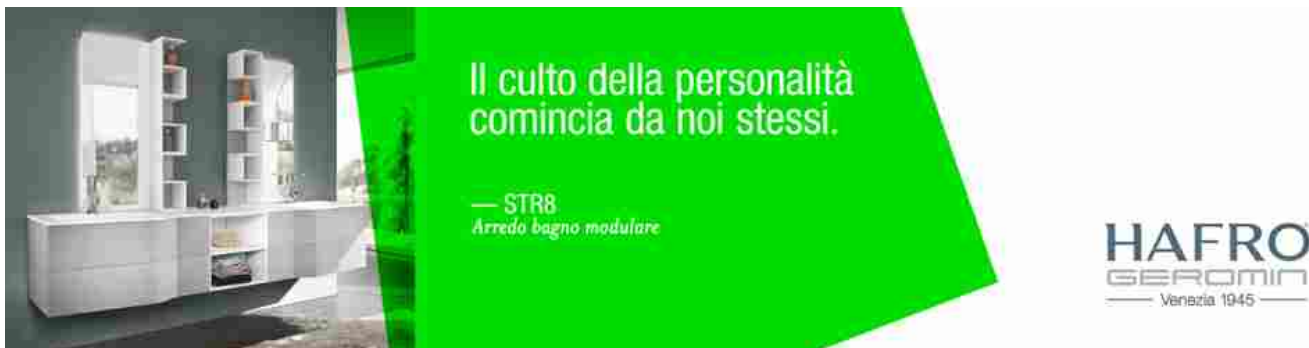 Il culto della personalità
comincia da noi stessi.
— STR8
Arredo bagno modulare
HAFRO
GEROMIN
Venezia 1945